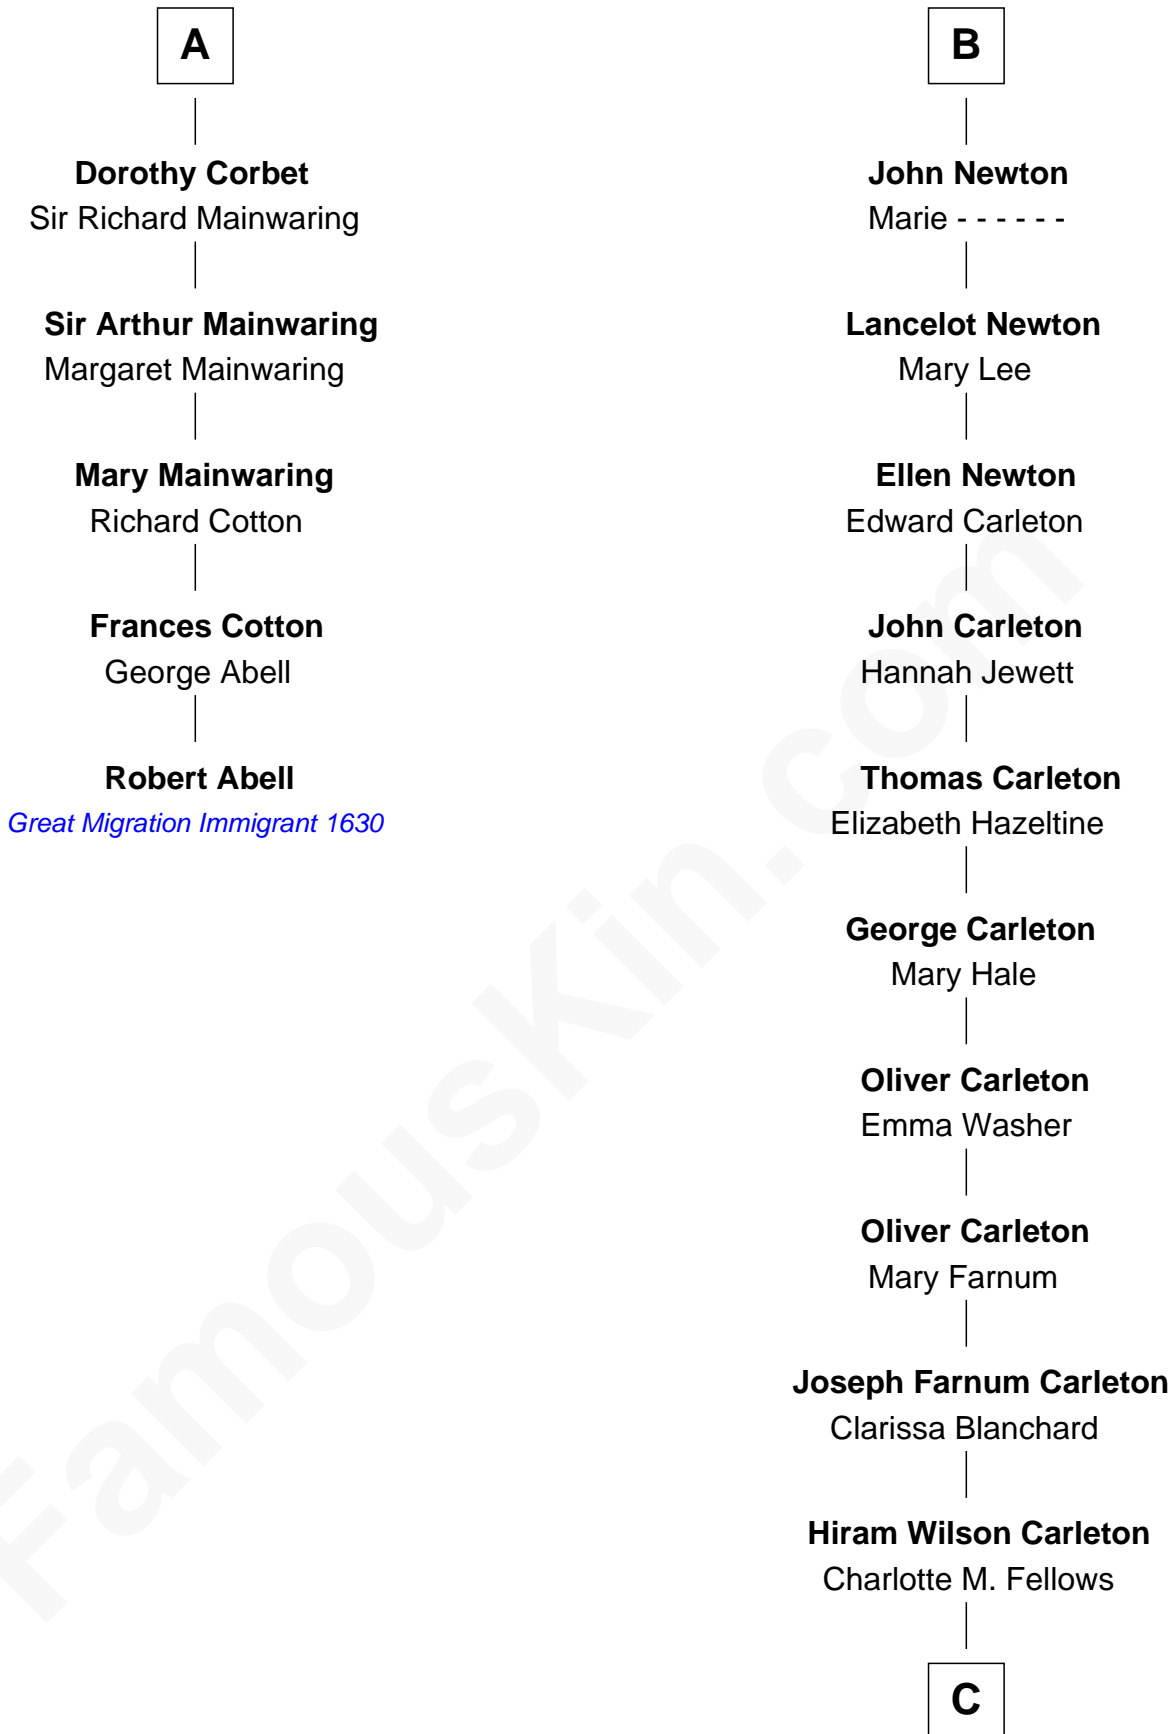 A
Dorothy Corbet
Sir Richard Mainwaring
Sir Arthur Mainwaring
Margaret Mainwaring
Mary Mainwaring
Richard Cotton
Frances Cotton
George Abell
Robert Abell
Great Migration Immigrant 1630
B
John Newton
Marie - - - - - -
Lancelot Newton
Mary Lee
Ellen Newton
Edward Carleton
John Carleton
Hannah Jewett
Thomas Carleton
Elizabeth Hazeltine
George Carleton
Mary Hale
Oliver Carleton
Emma Washer
Oliver Carleton
Mary Farnum
Joseph Farnum Carleton
Clarissa Blanchard
Hiram Wilson Carleton
Charlotte M. Fellows
C
FamousKin.com